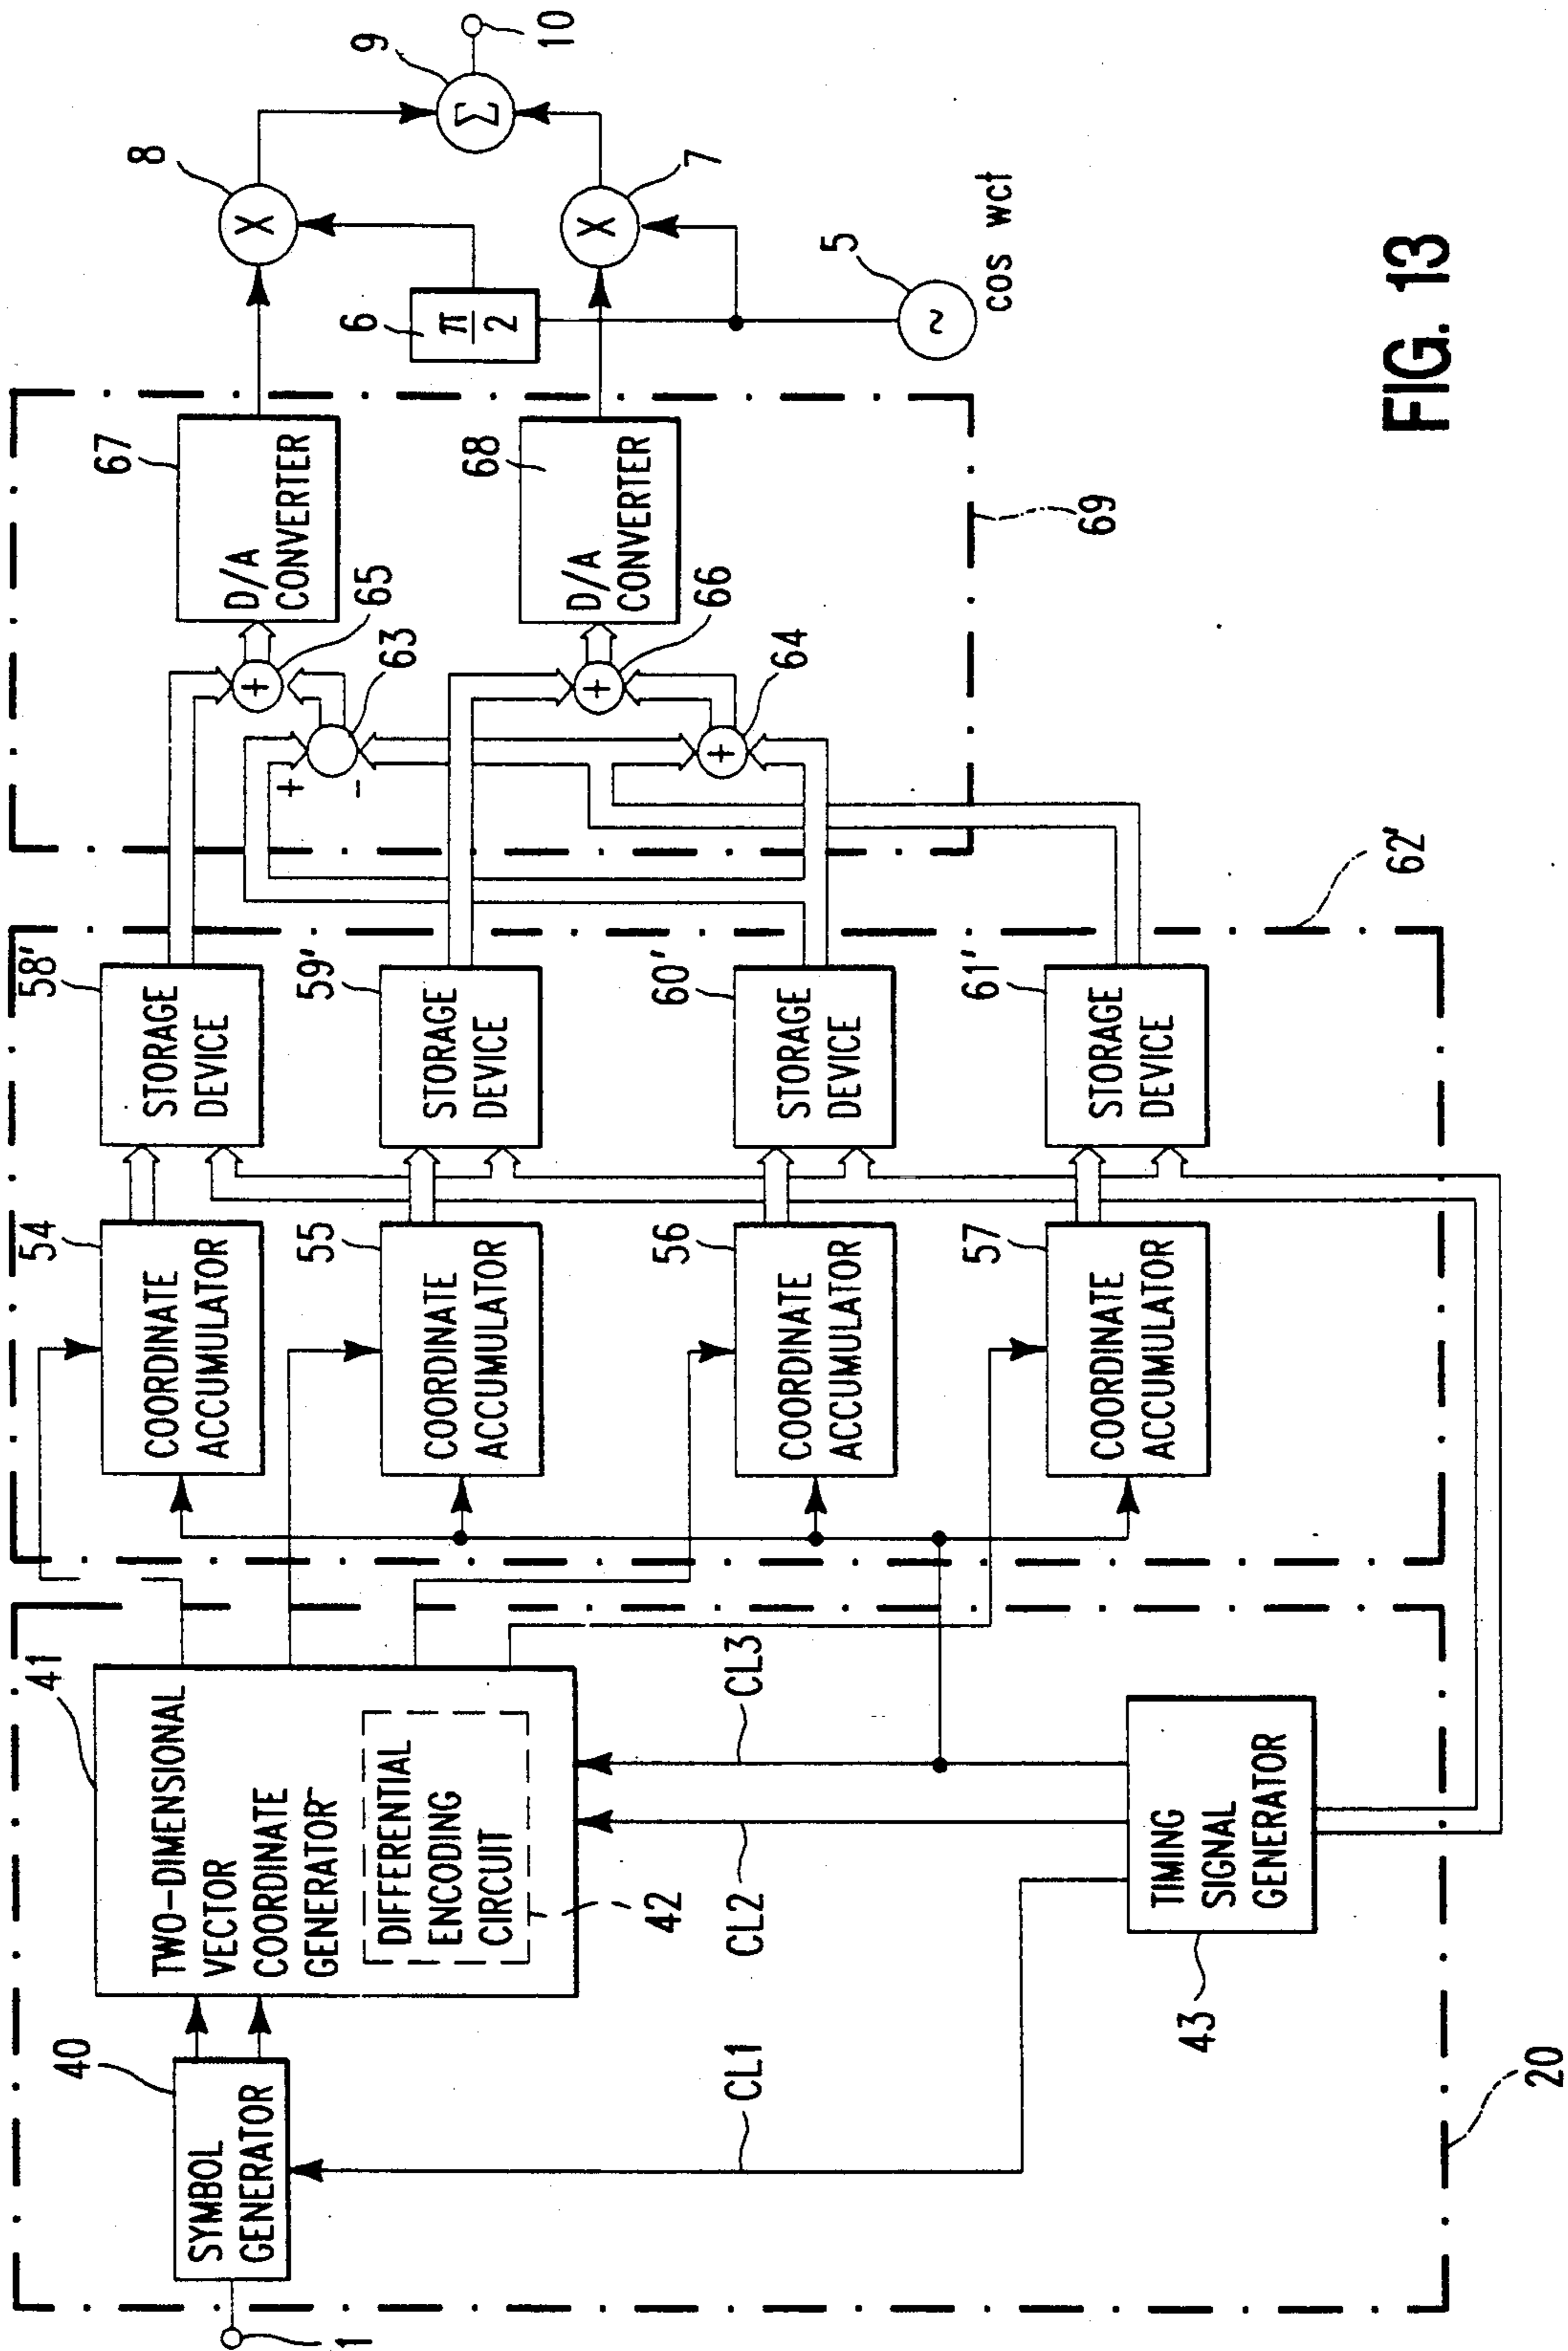 1
40
SYMBOL
GENERATOR
41
TWO-DIMENSIONAL
VECTOR
COORDINATE
GENERATOR
DIFFERENTIAL
ENCODING
CIRCUIT
42
CL1
CL2
CL3
TIMING
SIGNAL
GENERATOR
43
20
54
COORDINATE
ACCUMULATOR
55
COORDINATE
ACCUMULATOR
56
COORDINATE
ACCUMULATOR
57
COORDINATE
ACCUMULATOR
58'
STORAGE
DEVICE
59'
STORAGE
DEVICE
60'
STORAGE
DEVICE
61'
STORAGE
DEVICE
62'
+
-
63
+
65
+
66
+
64
67
D/A
CONVERTER
68
D/A
CONVERTER
69
6
π
2
5
~
cos wct
8
X
7
X
9
Σ
10
FIG. 13